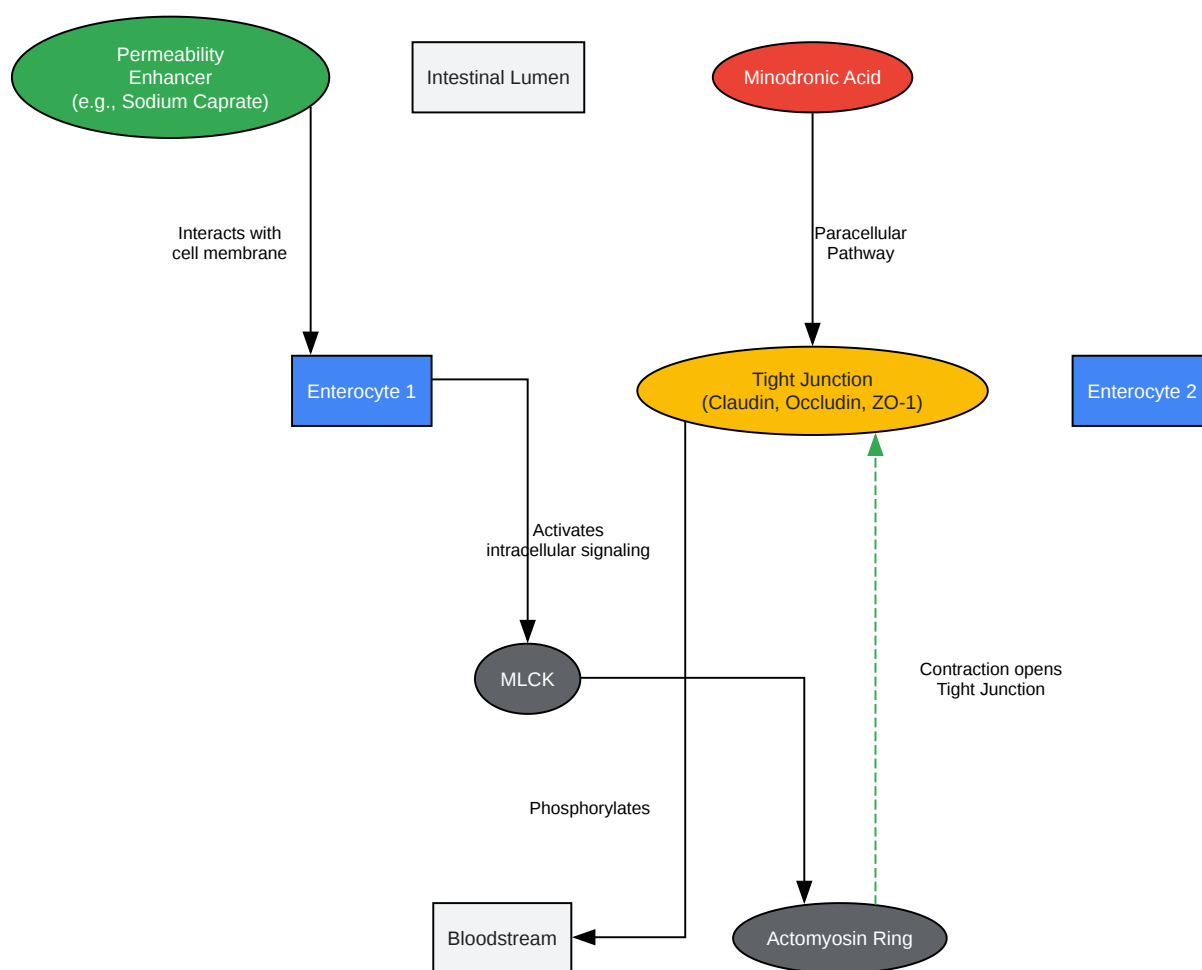 Permeability
Enhancer
(e.g., Sodium Caprate)
Intestinal Lumen
Minodronic Acid
Interacts with
cell membrane
Paracellular
Pathway
Enterocyte 1
Tight Junction
(Claudin, Occludin, ZO-1)
Enterocyte 2
Activates
intracellular signaling
MLCK
Contraction opens
Tight Junction
Phosphorylates
Bloodstream
Actomyosin Ring